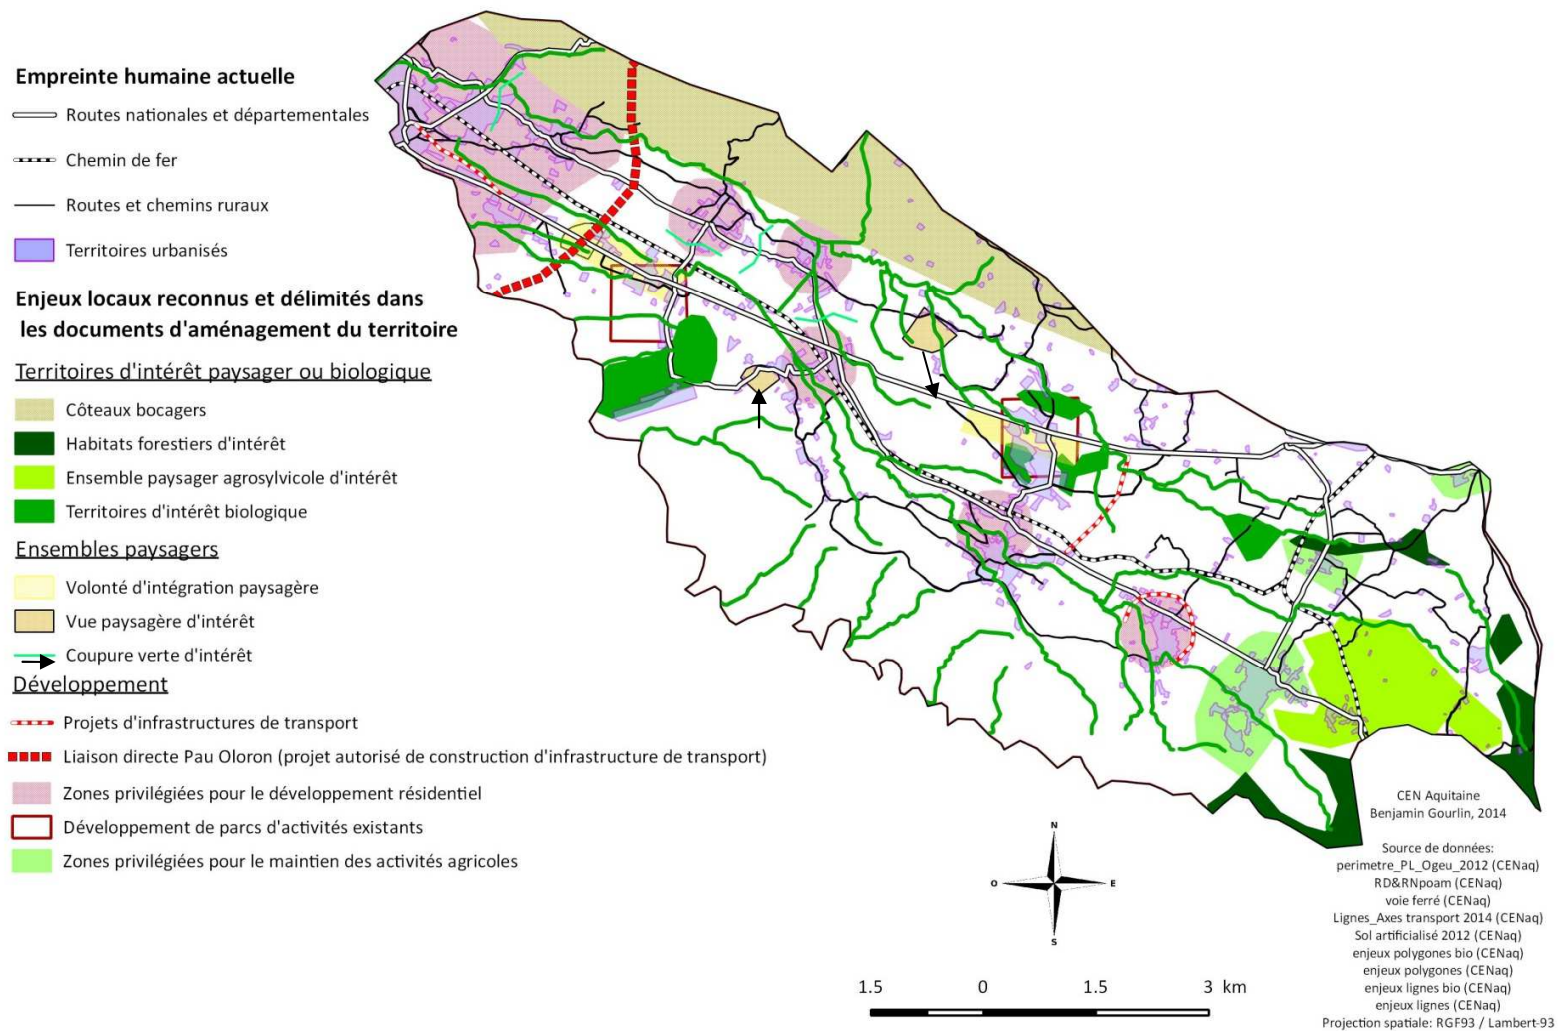 Empreinte humaine actuelle
Routes nationales et départementales
Chemin de fer
Routes et chemins ruraux
Territoires urbanisés
Enjeux locaux reconnus et délimités dans
les documents d'aménagement du territoire
Territoires d'intérêt paysager ou biologique
Côteaux bocagers
Habitats forestiers d'intérêt
Ensemble paysager agrosylvicole d'intérêt
Territoires d'intérêt biologique
Ensembles paysagers
Volonté d'intégration paysagère
Vue paysagère d'intérêt
Coupure verte d'intérêt
Développement
Projets d'infrastructures de transport
Liaison directe Pau Oloron (projet autorisé de construction d'infrastructure de transport)
Zones privilégiées pour le développement résidentiel
Développement de parcs d'activités existants
Zones privilégiées pour le maintien des activités agricoles
N
O
E
S
1.5 0 1.5 3 km
CEN Aquitaine
Benjamin Gourlin, 2014
Source de données:
perimetre_PL_Ogeu_2012 (CENaq)
RD&RNpoam (CENaq)
voie ferré (CENaq)
Lignes_Axes transport 2014 (CENaq)
Sol artificialisé 2012 (CENaq)
enjeux polygones bio (CENaq)
enjeux polygones (CENaq)
enjeux lignes bio (CENaq)
enjeux lignes (CENaq)
Projection spatiale: RGF93 / Lambert-93